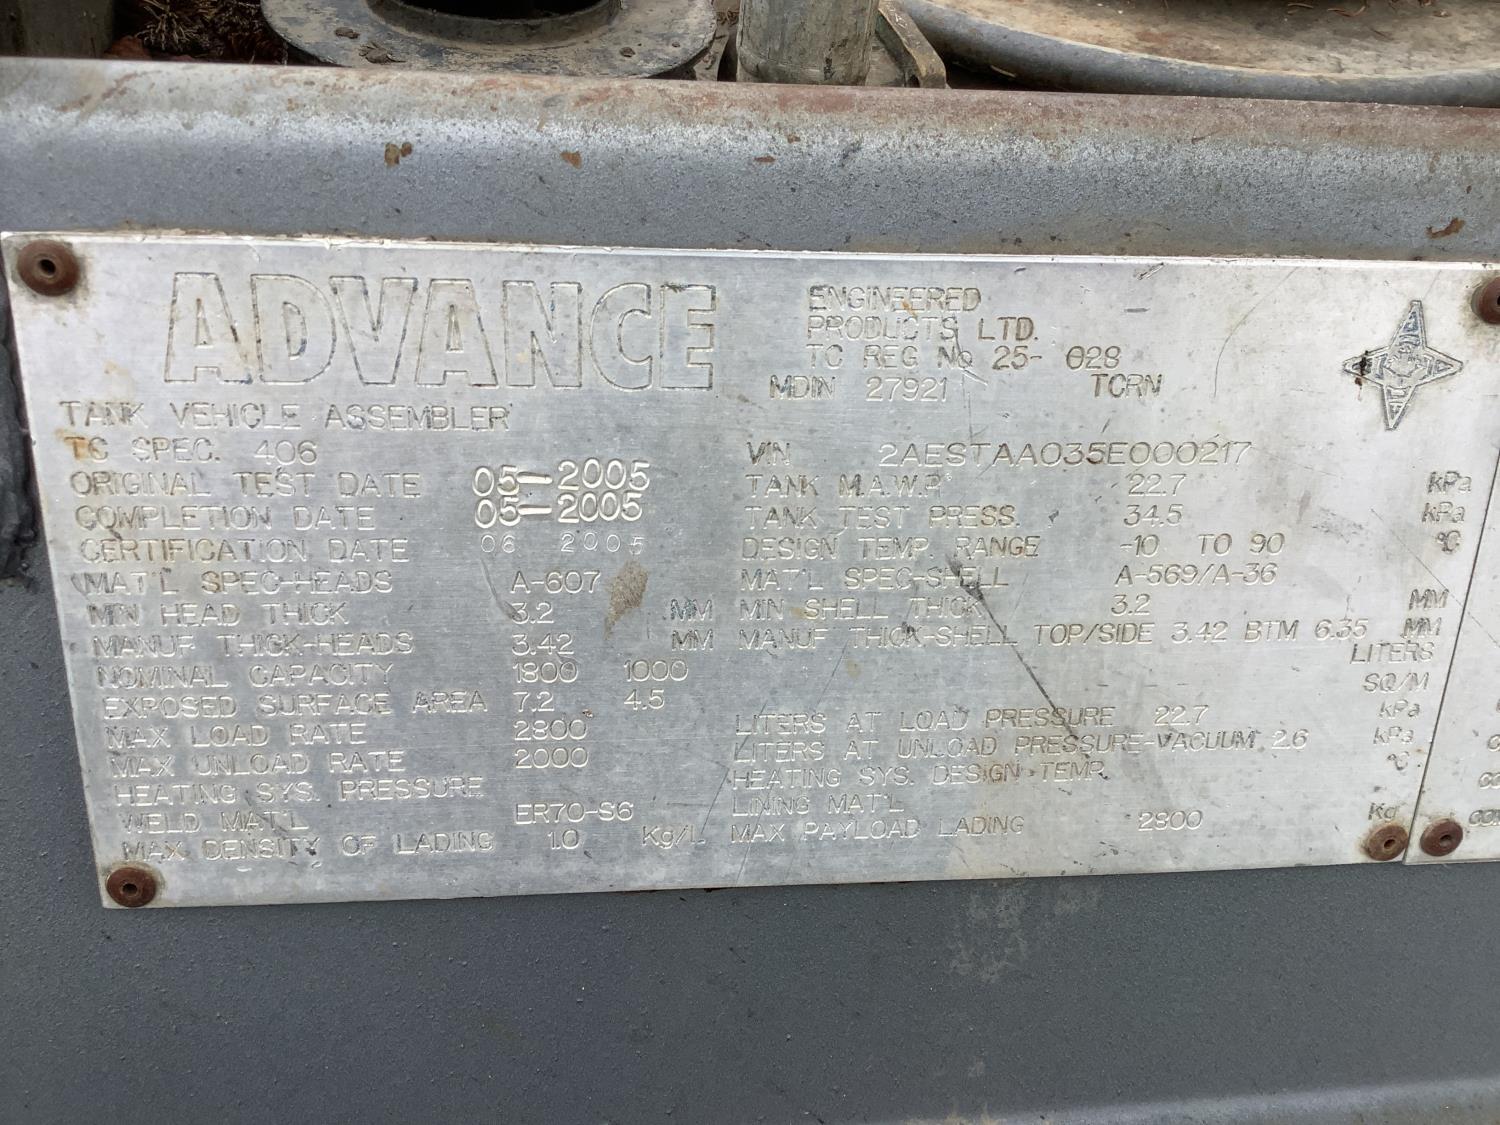 ADVANCE
ENGINEERED
PRODUCTS LTD.
TC REG No 25- 028
MDIN 27921 TCRN
TANK VEHICLE ASSEMBLER
TC SPEC. 406
VIN 2AESTAA035E000217
ORIGINAL TEST DATE 05-2005
TANK M.A.W.P. 22.7 kPa
COMPLETION DATE 05-2005
TANK TEST PRESS. 34.5 kPa
CERTIFICATION DATE 06 2005
DESIGN TEMP. RANGE -10 TO 90 °C
MAT'L SPEC-HEADS A-607
MAT'L SPEC-SHELL A-569/A-36
MIN HEAD THICK 3.2 MM
MIN SHELL THICK 3.2 MM
MANUF THICK-HEADS 3.42 MM
MANUF THICK-SHELL TOP/SIDE 3.42 BTM 6.35 MM
NOMINAL CAPACITY 1800 1000 LITERS
EXPOSED SURFACE AREA 7.2 4.5 SQ/M
MAX LOAD RATE 2800
LITERS AT LOAD PRESSURE 22.7 kPa
MAX UNLOAD RATE 2000
LITERS AT UNLOAD PRESSURE-VACUUM 2.6 kPa
HEATING SYS. PRESSURE
HEATING SYS. DESIGN TEMP. °C
WELD MAT'L ER70-S6
LINING MAT'L
MAX DENSITY OF LADING 1.0 Kg/L
MAX PAYLOAD LADING 2800 Kg